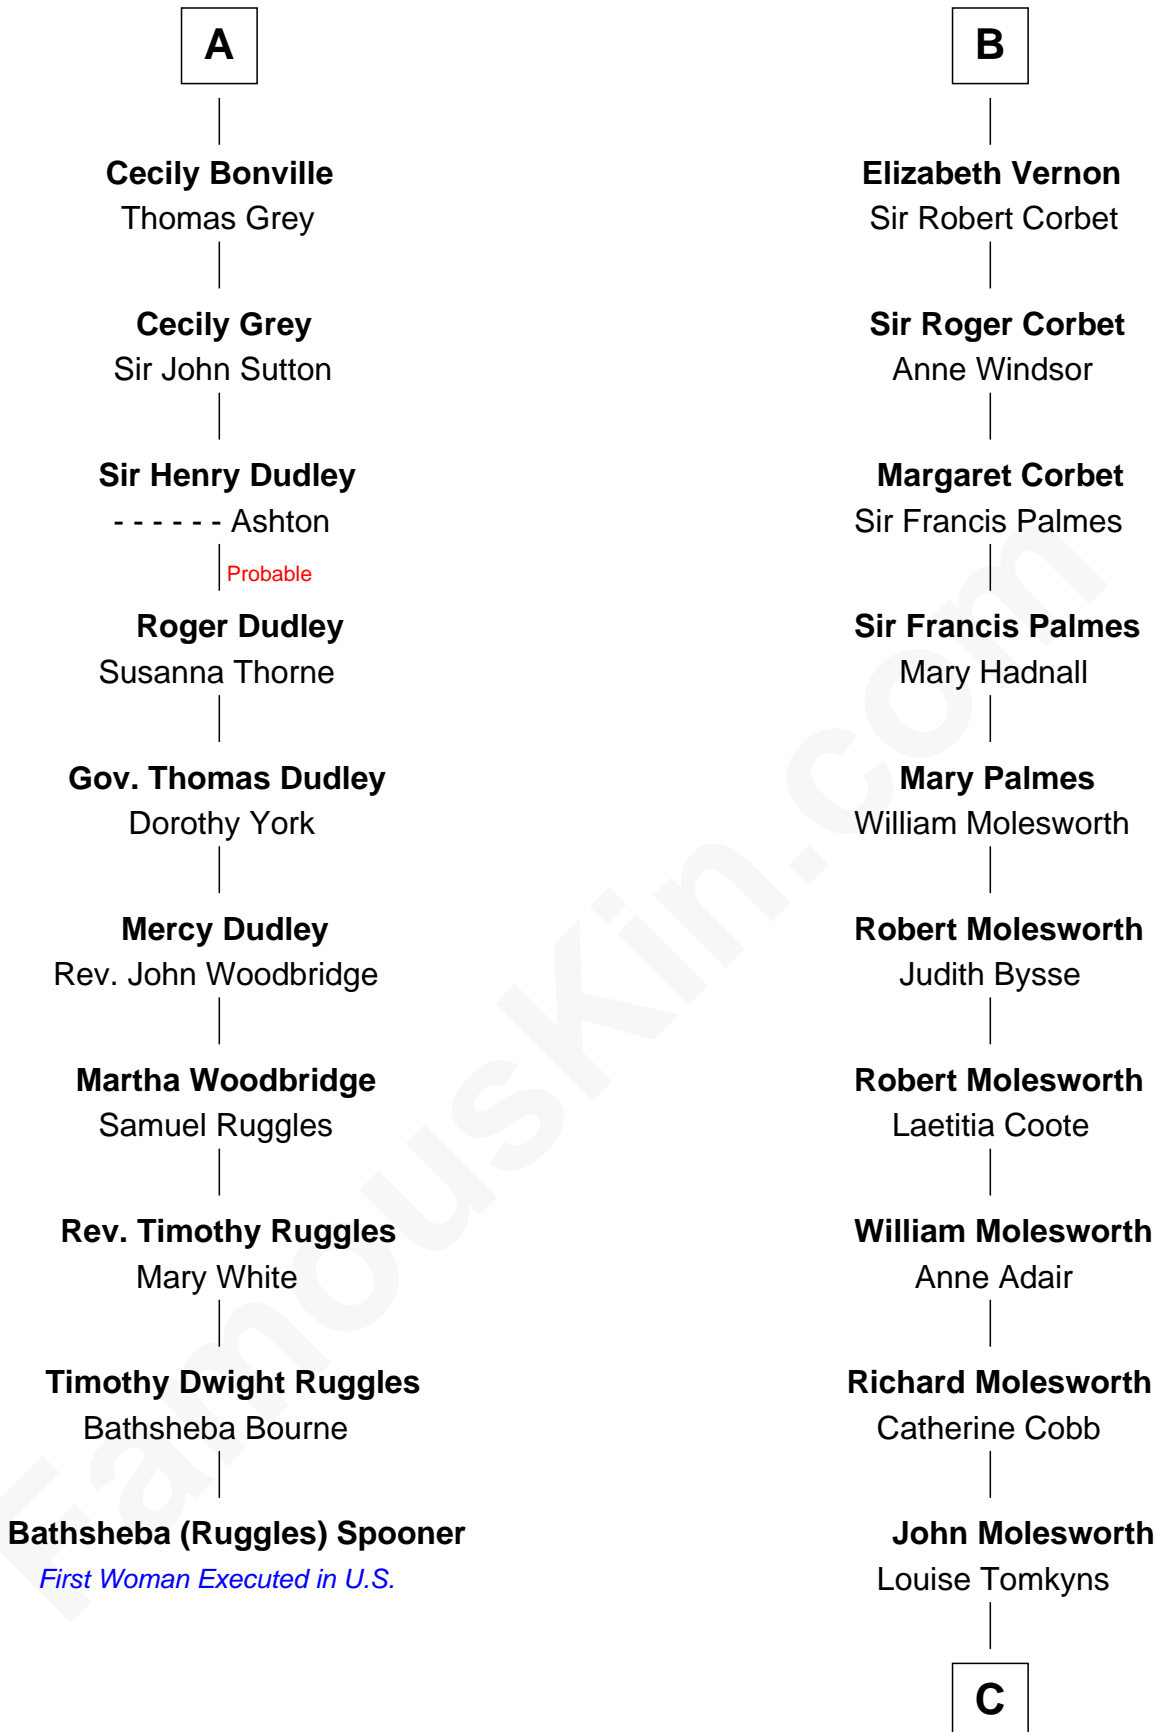 A
Cecily Bonville
Thomas Grey
Cecily Grey
Sir John Sutton
Sir Henry Dudley
- - - - - - Ashton
Probable
Roger Dudley
Susanna Thorne
Gov. Thomas Dudley
Dorothy York
Mercy Dudley
Rev. John Woodbridge
Martha Woodbridge
Samuel Ruggles
Rev. Timothy Ruggles
Mary White
Timothy Dwight Ruggles
Bathsheba Bourne
Bathsheba (Ruggles) Spooner
First Woman Executed in U.S.
B
Elizabeth Vernon
Sir Robert Corbet
Sir Roger Corbet
Anne Windsor
Margaret Corbet
Sir Francis Palmes
Sir Francis Palmes
Mary Hadnall
Mary Palmes
William Molesworth
Robert Molesworth
Judith Bysse
Robert Molesworth
Laetitia Coote
William Molesworth
Anne Adair
Richard Molesworth
Catherine Cobb
John Molesworth
Louise Tomkyns
C
FamousKin.com